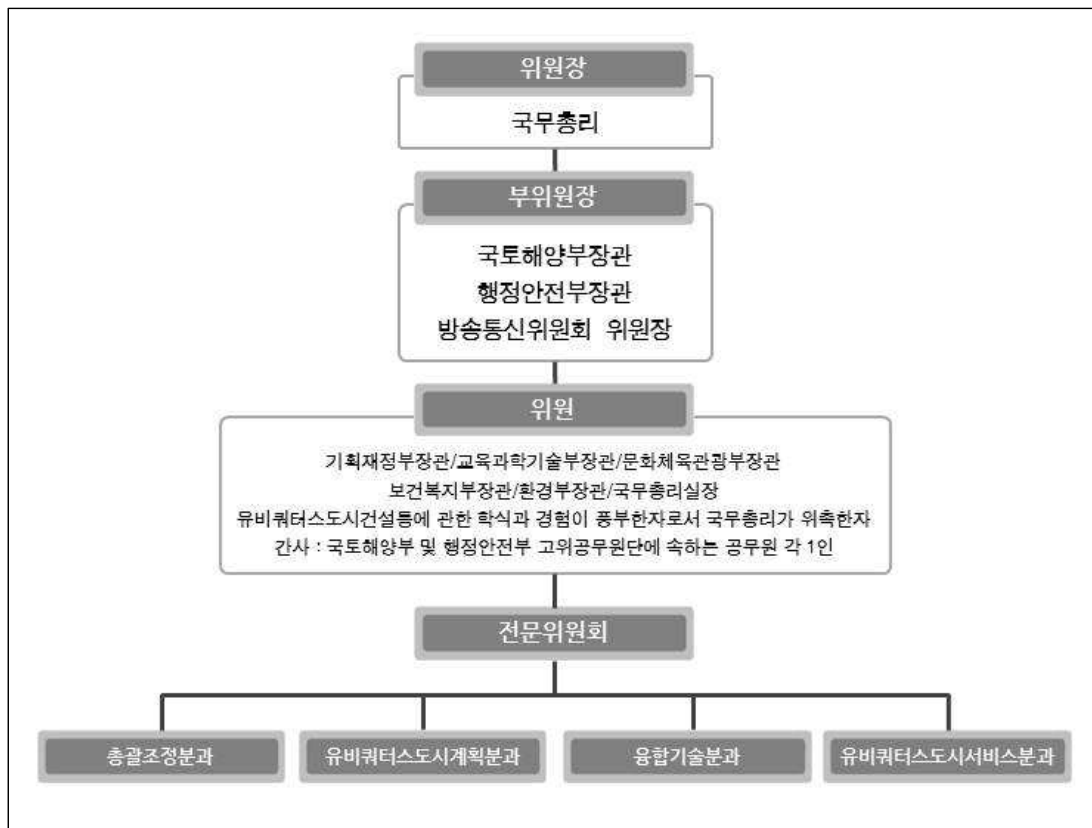 위원장
국무총리
부위원장
국토해양부장관
행정안전부장관
방송통신위원회 위원장
위원
기획재정부장관/교육과학기술부장관/문화체육관광부장관
보건복지부장관/환경부장관/국무총리실장
유비쿼터스도시건설등에 관한 학식과 경험이 풍부한자로서 국무총리가 위촉한자
간사 : 국토해양부 및 행정안전부 고위공무원단에 속하는 공무원 각 1인
전문위원회
총괄조정분과
유비쿼터스도시계획분과
융합기술분과
유비쿼터스도시서비스분과